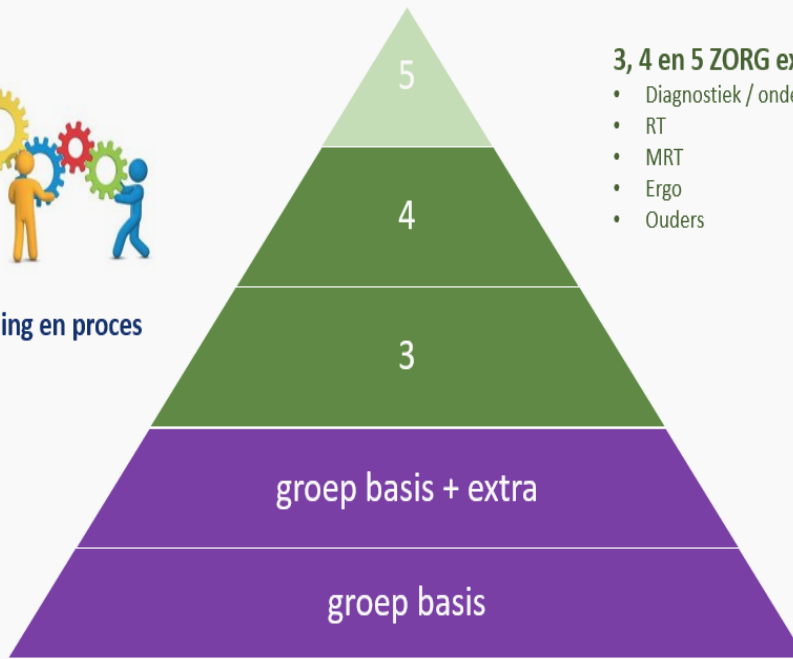 5
4
3
groep basis + extra
groep basis
en proces
3, 4 en 5 ZORG
• Diagnostiek /
• RT
• MRT
• Ergo
• Ouders